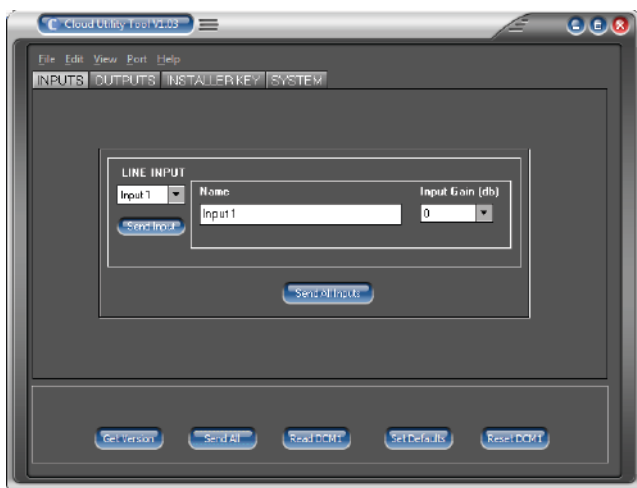 Cloud Utility Tool V1.03
File Edit View Port Help
INPUTS OUTPUTS INSTALLER KEY SYSTEM
LINE INPUT
Input 1
Send Input
Name
Input 1
Input Gain (db)
0
Send All Inputs
Get Version Send All Read DCM1 Set Defaults Reset DCM1